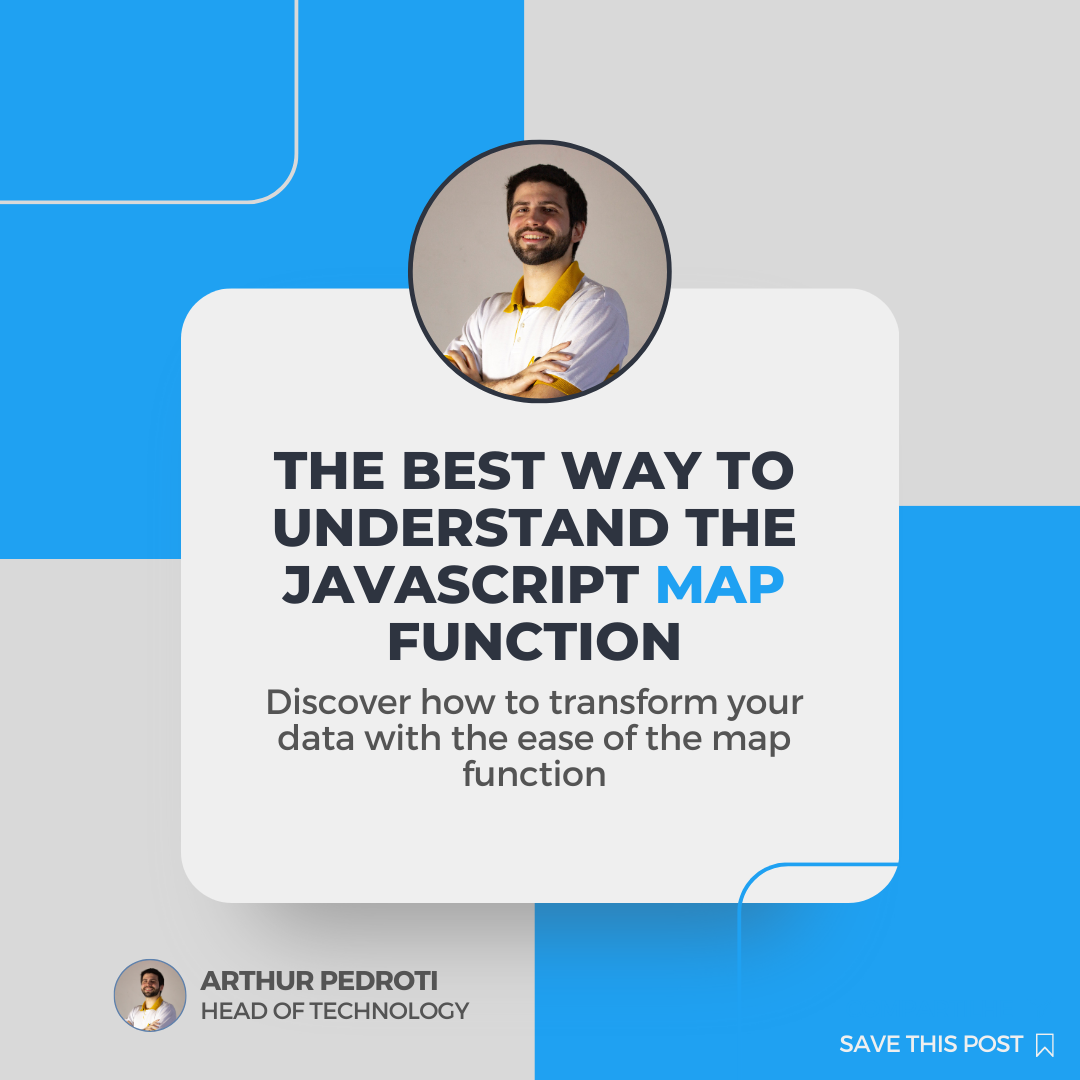 THE BEST WAY TO
UNDERSTAND THE
JAVASCRIPT MAP
FUNCTION
Discover how to transform your
data with the ease of the map
function
ARTHUR PEDROTI
HEAD OF TECHNOLOGY
SAVE THIS POST